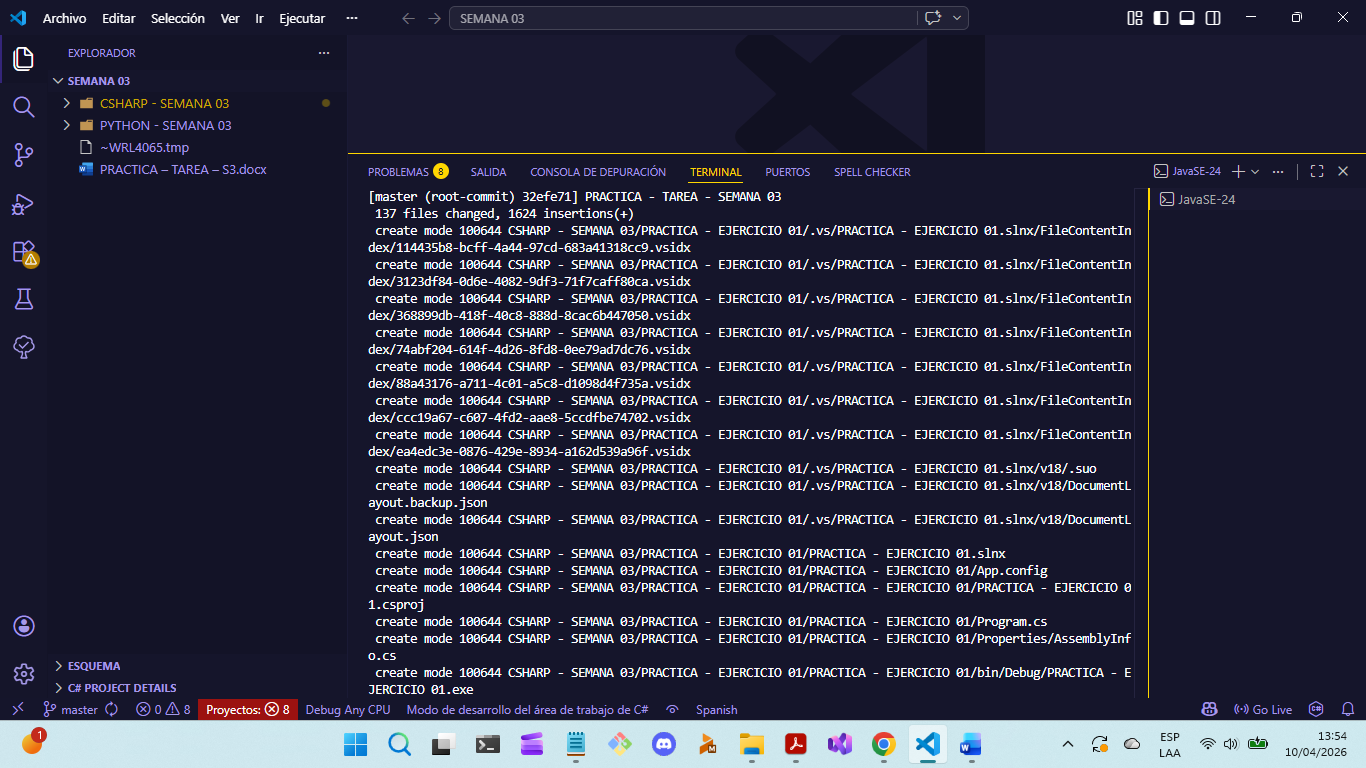 Archivo Editar Selección Ver Ir Ejecutar ···
SEMANA 03
EXPLORADOR
SEMANA 03
CSHARP - SEMANA 03
PYTHON - SEMANA 03
~WRL4065.tmp
PRACTICA – TAREA – S3.docx
ESQUEMA
C# PROJECT DETAILS
PROBLEMAS 8 SALIDA CONSOLA DE DEPURACIÓN TERMINAL PUERTOS SPELL CHECKER
JavaSE-24
JavaSE-24
[master (root-commit) 32efe71] PRACTICA - TAREA - SEMANA 03
137 files changed, 1624 insertions(+)
create mode 100644 CSHARP - SEMANA 03/PRACTICA - EJERCICIO 01/.vs/PRACTICA - EJERCICIO 01.slnx/FileContentIn
dex/114435b8-bcff-4a44-97cd-683a41318cc9.vsidx
create mode 100644 CSHARP - SEMANA 03/PRACTICA - EJERCICIO 01/.vs/PRACTICA - EJERCICIO 01.slnx/FileContentIn
dex/3123df84-0d6e-4082-9df3-71f7caff80ca.vsidx
create mode 100644 CSHARP - SEMANA 03/PRACTICA - EJERCICIO 01/.vs/PRACTICA - EJERCICIO 01.slnx/FileContentIn
dex/368899db-418f-40c8-888d-8cac6b447050.vsidx
create mode 100644 CSHARP - SEMANA 03/PRACTICA - EJERCICIO 01/.vs/PRACTICA - EJERCICIO 01.slnx/FileContentIn
dex/74abf204-614f-4d26-8fd8-0ee79ad7dc76.vsidx
create mode 100644 CSHARP - SEMANA 03/PRACTICA - EJERCICIO 01/.vs/PRACTICA - EJERCICIO 01.slnx/FileContentIn
dex/88a43176-a711-4c01-a5c8-d1098d4f735a.vsidx
create mode 100644 CSHARP - SEMANA 03/PRACTICA - EJERCICIO 01/.vs/PRACTICA - EJERCICIO 01.slnx/FileContentIn
dex/ccc19a67-c607-4fd2-aae8-5ccdfbe74702.vsidx
create mode 100644 CSHARP - SEMANA 03/PRACTICA - EJERCICIO 01/.vs/PRACTICA - EJERCICIO 01.slnx/FileContentIn
dex/ea4edc3e-0876-429e-8934-a162d539a96f.vsidx
create mode 100644 CSHARP - SEMANA 03/PRACTICA - EJERCICIO 01/.vs/PRACTICA - EJERCICIO 01.slnx/v18/.suo
create mode 100644 CSHARP - SEMANA 03/PRACTICA - EJERCICIO 01/.vs/PRACTICA - EJERCICIO 01.slnx/v18/DocumentL
ayout.backup.json
create mode 100644 CSHARP - SEMANA 03/PRACTICA - EJERCICIO 01/.vs/PRACTICA - EJERCICIO 01.slnx/v18/DocumentL
ayout.json
create mode 100644 CSHARP - SEMANA 03/PRACTICA - EJERCICIO 01/PRACTICA - EJERCICIO 01.slnx
create mode 100644 CSHARP - SEMANA 03/PRACTICA - EJERCICIO 01/PRACTICA - EJERCICIO 01/App.config
create mode 100644 CSHARP - SEMANA 03/PRACTICA - EJERCICIO 01/PRACTICA - EJERCICIO 01/PRACTICA - EJERCICIO 0
1.csproj
create mode 100644 CSHARP - SEMANA 03/PRACTICA - EJERCICIO 01/PRACTICA - EJERCICIO 01/Program.cs
create mode 100644 CSHARP - SEMANA 03/PRACTICA - EJERCICIO 01/PRACTICA - EJERCICIO 01/Properties/AssemblyInf
o.cs
create mode 100644 CSHARP - SEMANA 03/PRACTICA - EJERCICIO 01/PRACTICA - EJERCICIO 01/bin/Debug/PRACTICA - E
JERCICIO 01.exe
master 0 8 Proyectos: 8 Debug Any CPU Modo de desarrollo del área de trabajo de C# Spanish Go Live
1
ESP
LAA
13:54
10/04/2026